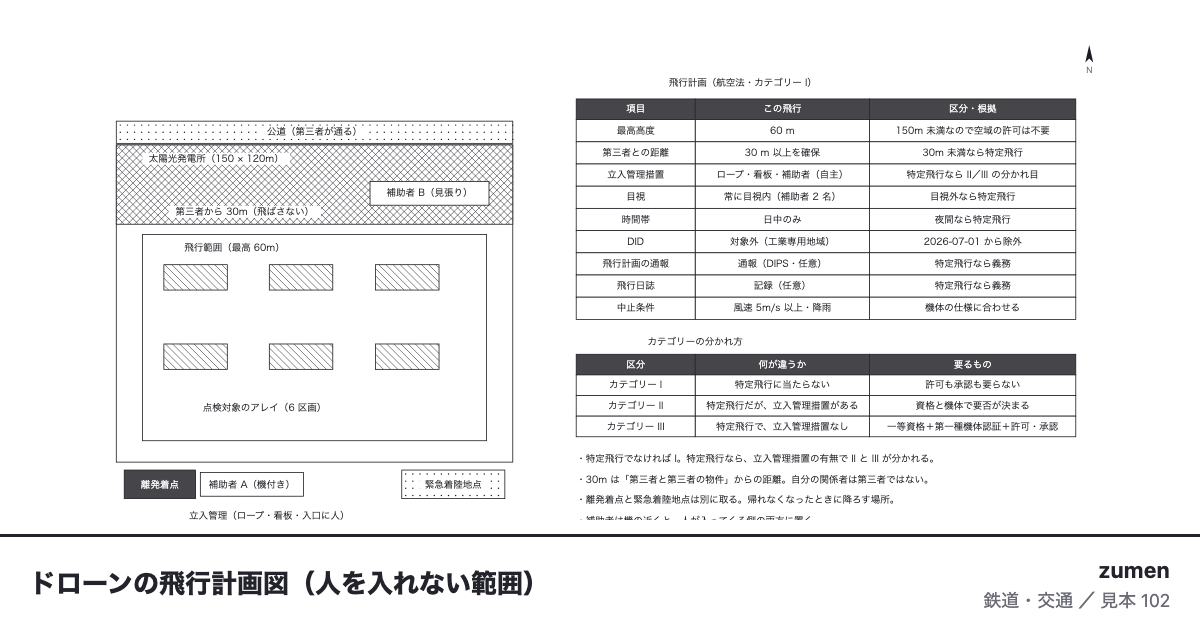 N
公道（第三者が通る）
太陽光発電所（150 × 120m）
補助者 B（見張り）
第三者から 30m（飛ばさない）
飛行範囲（最高 60m）
点検対象のアレイ（6 区画）
離発着点
補助者 A（機付き）
緊急着陸地点
立入管理（ロープ・看板・入口に人）
飛行計画（航空法・カテゴリー I）
項目 この飛行 区分・根拠
最高高度 60 m 150m 未満なので空域の許可は不要
第三者との距離 30 m 以上を確保 30m 未満なら特定飛行
立入管理措置 ロープ・看板・補助者（自主） 特定飛行なら II／III の分かれ目
目視 常に目視内（補助者 2 名） 目視外なら特定飛行
時間帯 日中のみ 夜間なら特定飛行
DID 対象外（工業専用地域） 2026-07-01 から除外
飛行計画の通報 通報（DIPS・任意） 特定飛行なら義務
飛行日誌 記録（任意） 特定飛行なら義務
中止条件 風速 5m/s 以上・降雨 機体の仕様に合わせる
カテゴリーの分かれ方
区分 何が違うか 要るもの
カテゴリー I 特定飛行に当たらない 許可も承認も要らない
カテゴリー II 特定飛行だが、立入管理措置がある 資格と機体で要否が決まる
カテゴリー III 特定飛行で、立入管理措置なし 一等資格＋第一種機体認証＋許可・承認
・特定飛行でなければ I。特定飛行なら、立入管理措置の有無で II と III が分かれる。
・30m は「第三者と第三者の物件」からの距離。自分の関係者は第三者ではない。
・離発着点と緊急着陸地点は別に取る。帰れなくなったときに降ろす場所。
ドローンの飛行計画図（人を入れない範囲）
zumen
鉄道・交通 ／ 見本 102